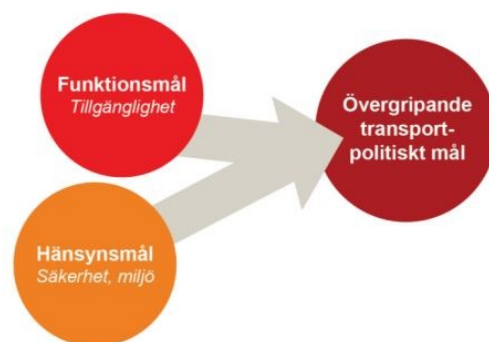 Funktionsmål
Tillgänglighet
Övergripande
transport-
politiskt mål
Hänsynsmål
Säkerhet, miljö